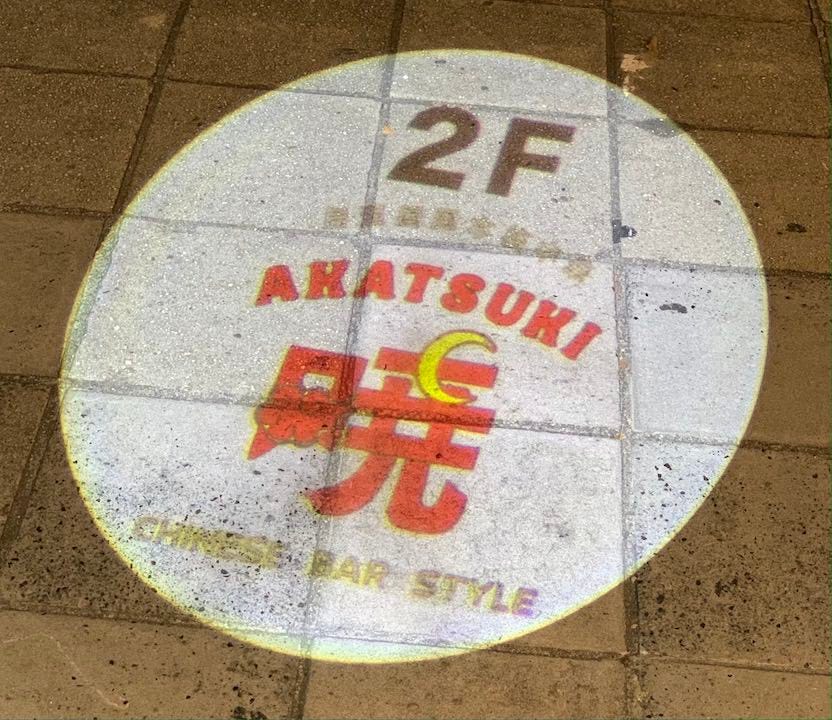 2F
AKATSUKI
暁
CHINESE BAR STYLE